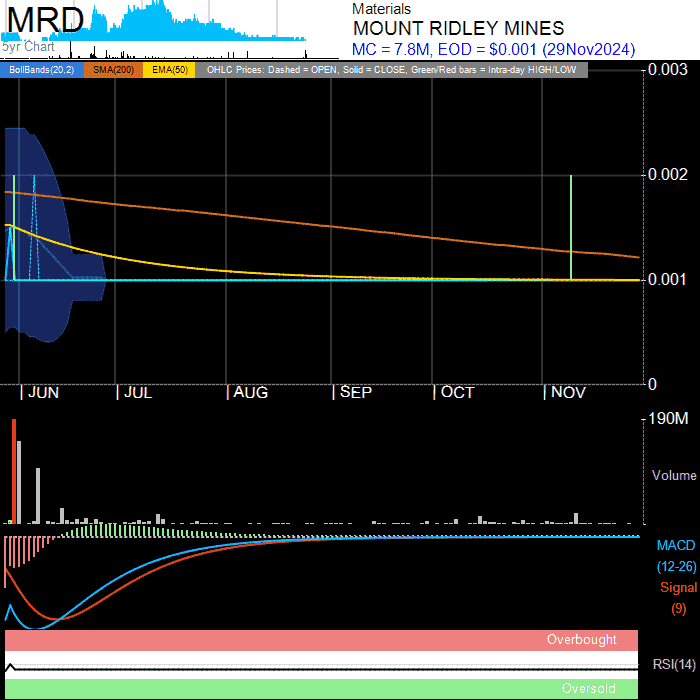 MRD
5yr Chart
Materials
MOUNT RIDLEY MINES
MC = 7.8M, EOD = $0.001 (29Nov2024)
BollBands(20,2) SMA(200) EMA(50) OHLC Prices: Dashed = OPEN, Solid = CLOSE, Green/Red bars = Intra-day HIGH/LOW
0.003
0.002
0.001
0
JUN JUL AUG SEP OCT NOV
190M
Volume
MACD
(12-26)
Signal
(9)
Overbought
RSI(14)
Oversold